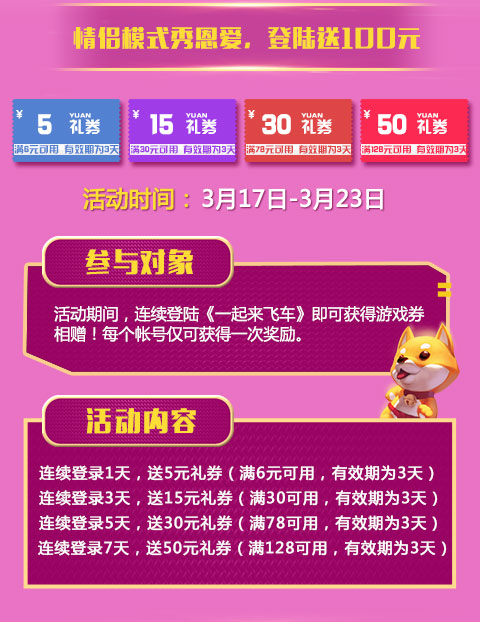 情侣模式秀恩爱,登陆送100元
¥ 5 YUAN 礼券
满6元可用 有效期为3天
¥ 15 YUAN 礼券
满30元可用 有效期为3天
¥ 30 YUAN 礼券
满78元可用 有效期为3天
¥ 50 YUAN 礼券
满128元可用 有效期为3天
活动时间：3月17日-3月23日
参与对象
活动期间，连续登陆《一起来飞车》即可获得游戏券
相赠！每个帐号仅可获得一次奖励。
活动内容
连续登录1天，送5元礼券（满6元可用，有效期为3天）
连续登录3天，送15元礼券（满30可用，有效期为3天）
连续登录5天，送30元礼券（满78可用，有效期为3天）
连续登录7天，送50元礼券（满128可用，有效期为3天）